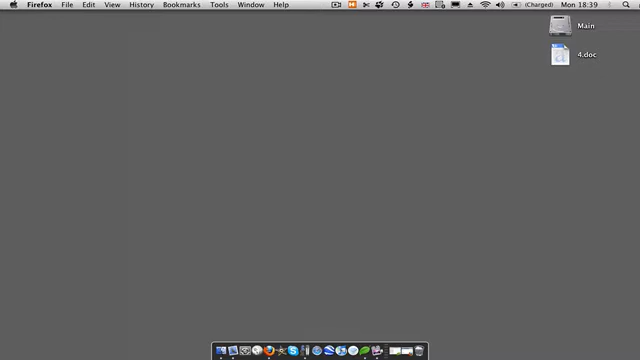 Firefox File Edit View History Bookmarks Tools Window Help (Charged) Mon 18:39
Main
4.doc